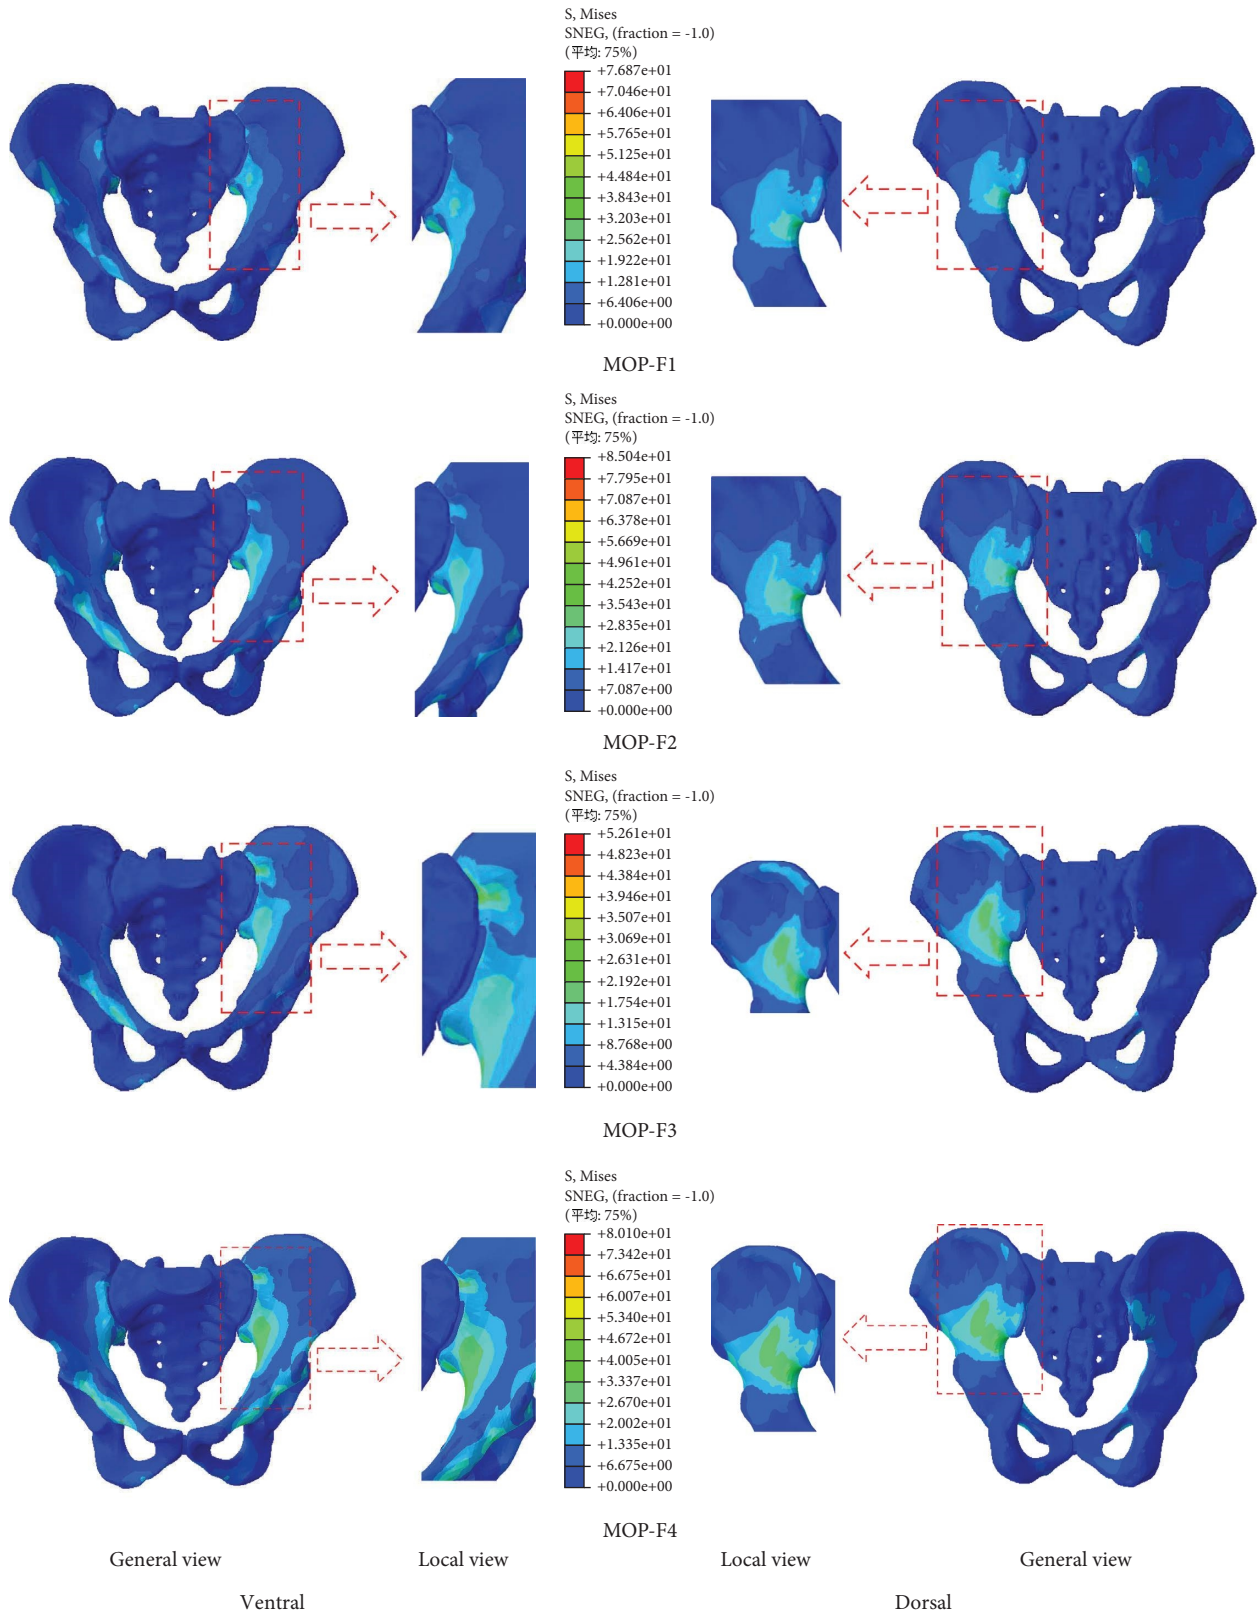 S, Mises
SNEG, (fraction = -1.0)
(平均: 75%)
+7.687e+01
+7.046e+01
+6.406e+01
+5.765e+01
+5.125e+01
+4.484e+01
+3.843e+01
+3.203e+01
+2.562e+01
+1.922e+01
+1.281e+01
+6.406e+00
+0.000e+00
MOP-F1
S, Mises
SNEG, (fraction = -1.0)
(平均: 75%)
+8.504e+01
+7.795e+01
+7.087e+01
+6.378e+01
+5.669e+01
+4.961e+01
+4.252e+01
+3.543e+01
+2.835e+01
+2.126e+01
+1.417e+01
+7.087e+00
+0.000e+00
MOP-F2
S, Mises
SNEG, (fraction = -1.0)
(平均: 75%)
+5.261e+01
+4.823e+01
+4.384e+01
+3.946e+01
+3.507e+01
+3.069e+01
+2.631e+01
+2.192e+01
+1.754e+01
+1.315e+01
+8.768e+00
+4.384e+00
+0.000e+00
MOP-F3
S, Mises
SNEG, (fraction = -1.0)
(平均: 75%)
+8.010e+01
+7.342e+01
+6.675e+01
+6.007e+01
+5.340e+01
+4.672e+01
+4.005e+01
+3.337e+01
+2.670e+01
+2.002e+01
+1.335e+01
+6.675e+00
+0.000e+00
MOP-F4
General view Local view Local view General view
Ventral Dorsal